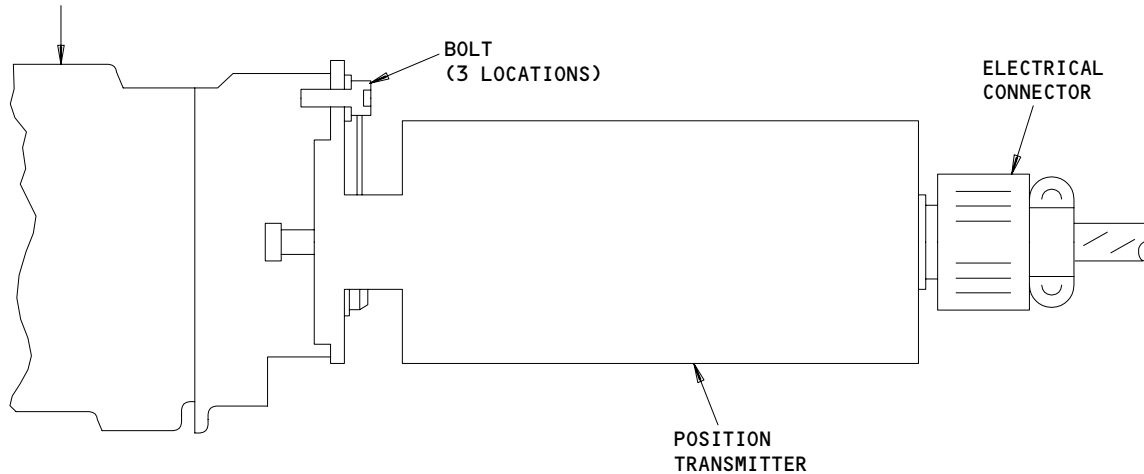 BOLT
(3 LOCATIONS)
ELECTRICAL
CONNECTOR
POSITION
TRANSMITTER